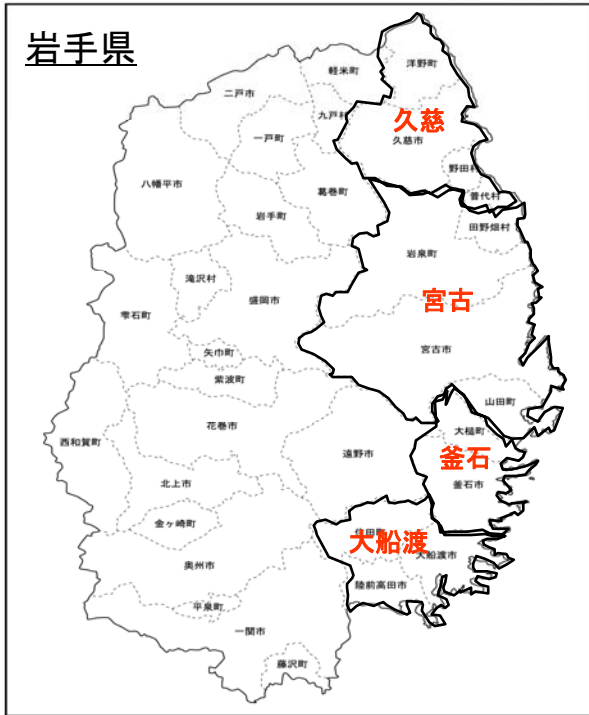 岩手県
軽米町
洋野町
二戸市
九戸村
久慈
一戸町
久慈市
野田村
八幡平市
葛巻町
普代村
岩手町
田野畑村
岩泉町
滝沢村
盛岡市
宮古
雫石町
矢巾町
宮古市
紫波町
山田町
花巻市
大槌町
西和賀町
遠野市
釜石
北上市
釜石市
金ヶ崎町
住田町
大船渡
大船渡市
奥州市
陸前高田市
平泉町
一関市
藤沢町